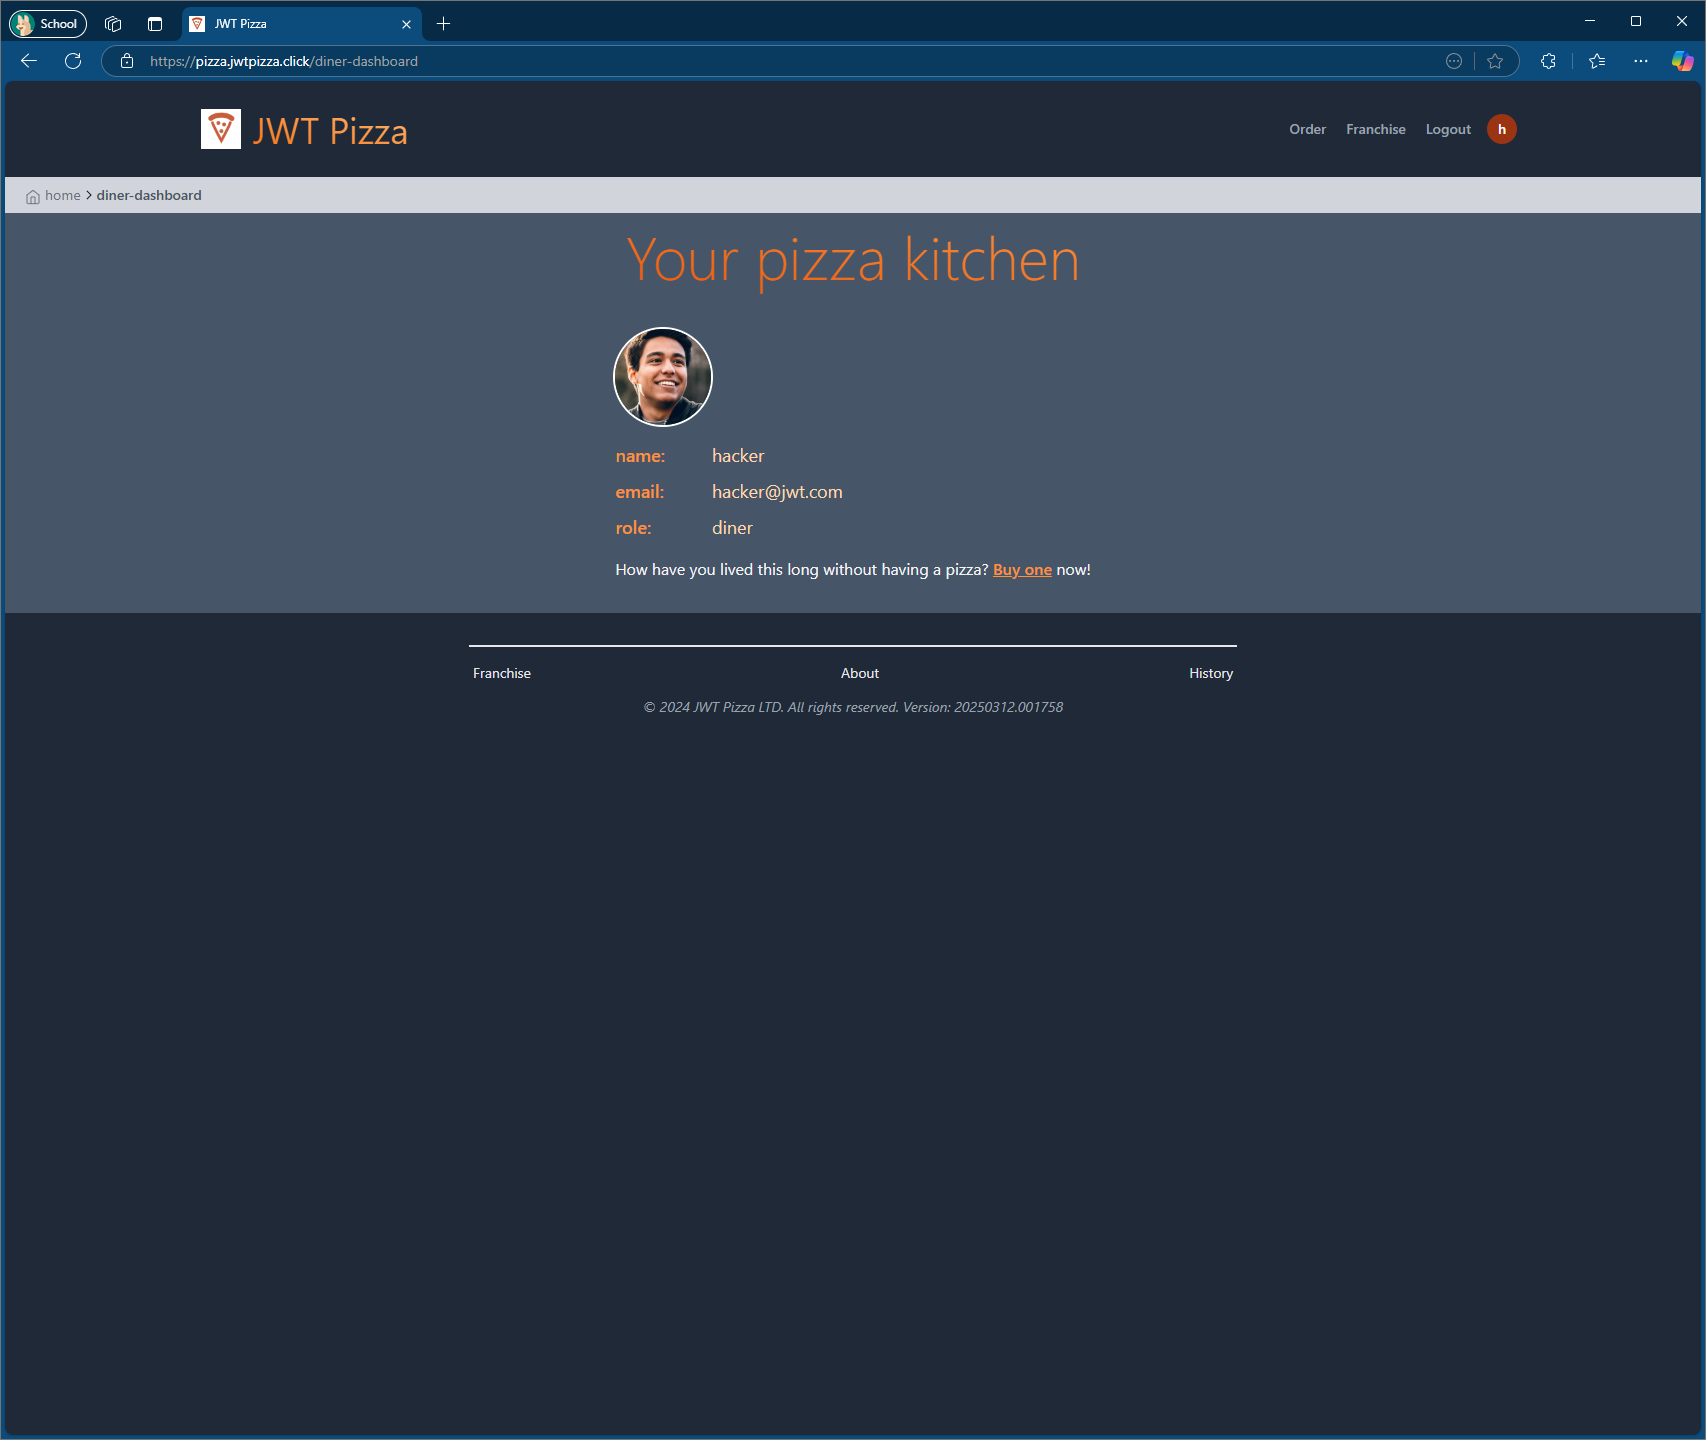 School
JWT Pizza
https://pizza.jwtpizza.click/diner-dashboard
JWT Pizza
Order Franchise Logout h
home > diner-dashboard
Your pizza kitchen
name: hacker
email: hacker@jwt.com
role: diner
How have you lived this long without having a pizza? Buy one now!
Franchise About History
© 2024 JWT Pizza LTD. All rights reserved. Version: 20250312.001758